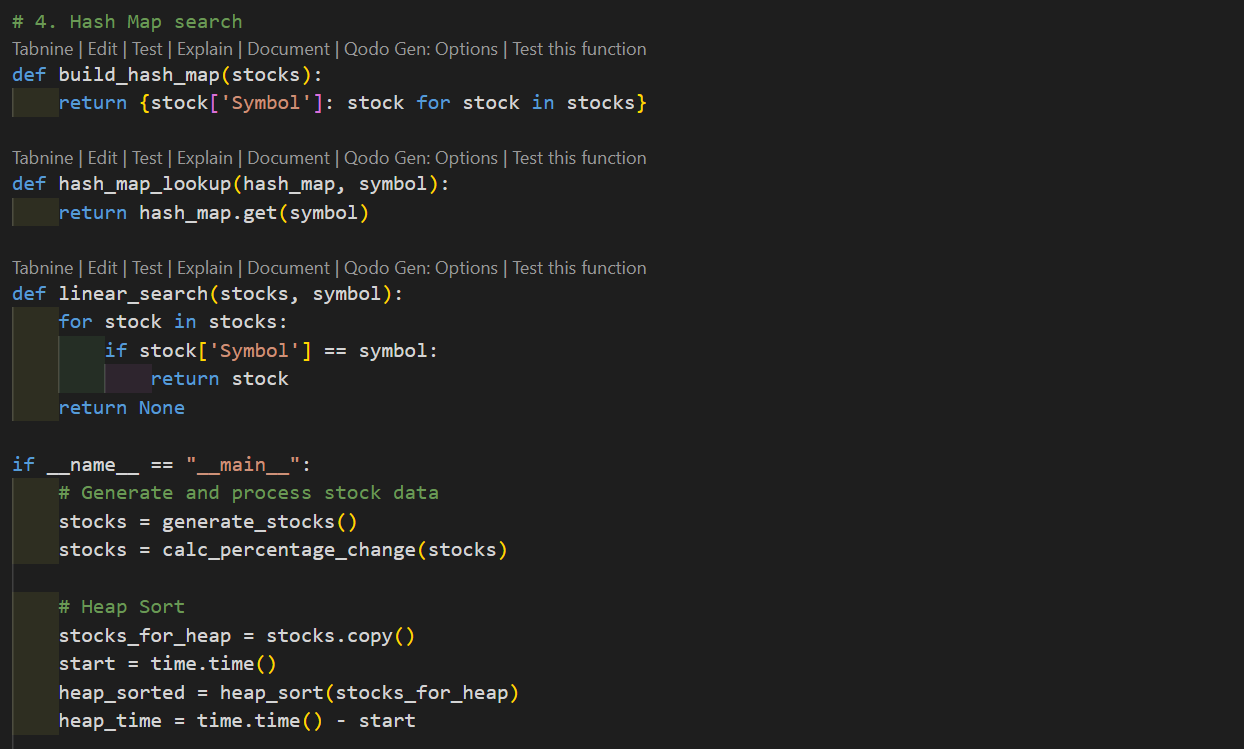 # 4. Hash Map search
Tabnine | Edit | Test | Explain | Document | Qodo Gen: Options | Test this function
def build_hash_map(stocks):
    return {stock['Symbol']: stock for stock in stocks}
Tabnine | Edit | Test | Explain | Document | Qodo Gen: Options | Test this function
def hash_map_lookup(hash_map, symbol):
    return hash_map.get(symbol)
Tabnine | Edit | Test | Explain | Document | Qodo Gen: Options | Test this function
def linear_search(stocks, symbol):
    for stock in stocks:
        if stock['Symbol'] == symbol:
            return stock
    return None
if __name__ == "__main__":
    # Generate and process stock data
    stocks = generate_stocks()
    stocks = calc_percentage_change(stocks)
    # Heap Sort
    stocks_for_heap = stocks.copy()
    start = time.time()
    heap_sorted = heap_sort(stocks_for_heap)
    heap_time = time.time() - start